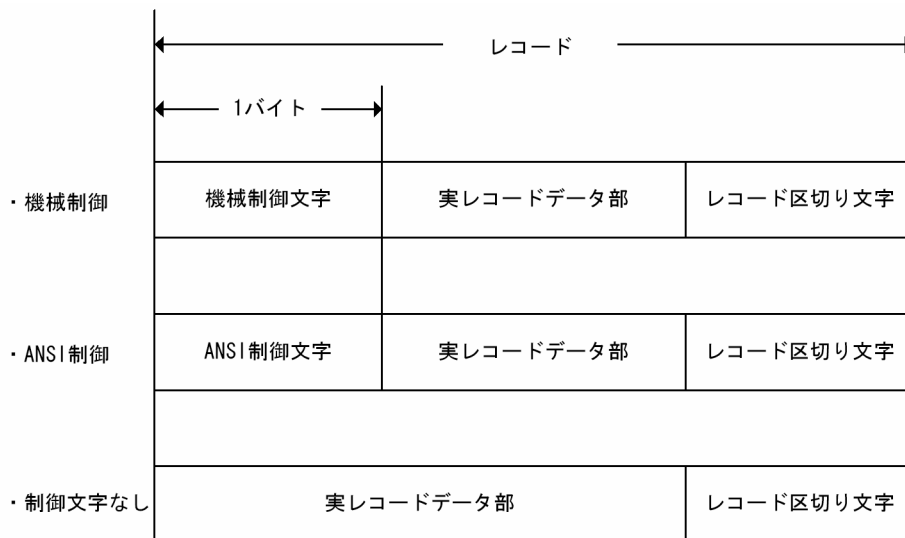 レコード
1バイト
・機械制御 機械制御文字 実レコードデータ部 レコード区切り文字
・ANSI制御 ANSI制御文字 実レコードデータ部 レコード区切り文字
・制御文字なし 実レコードデータ部 レコード区切り文字